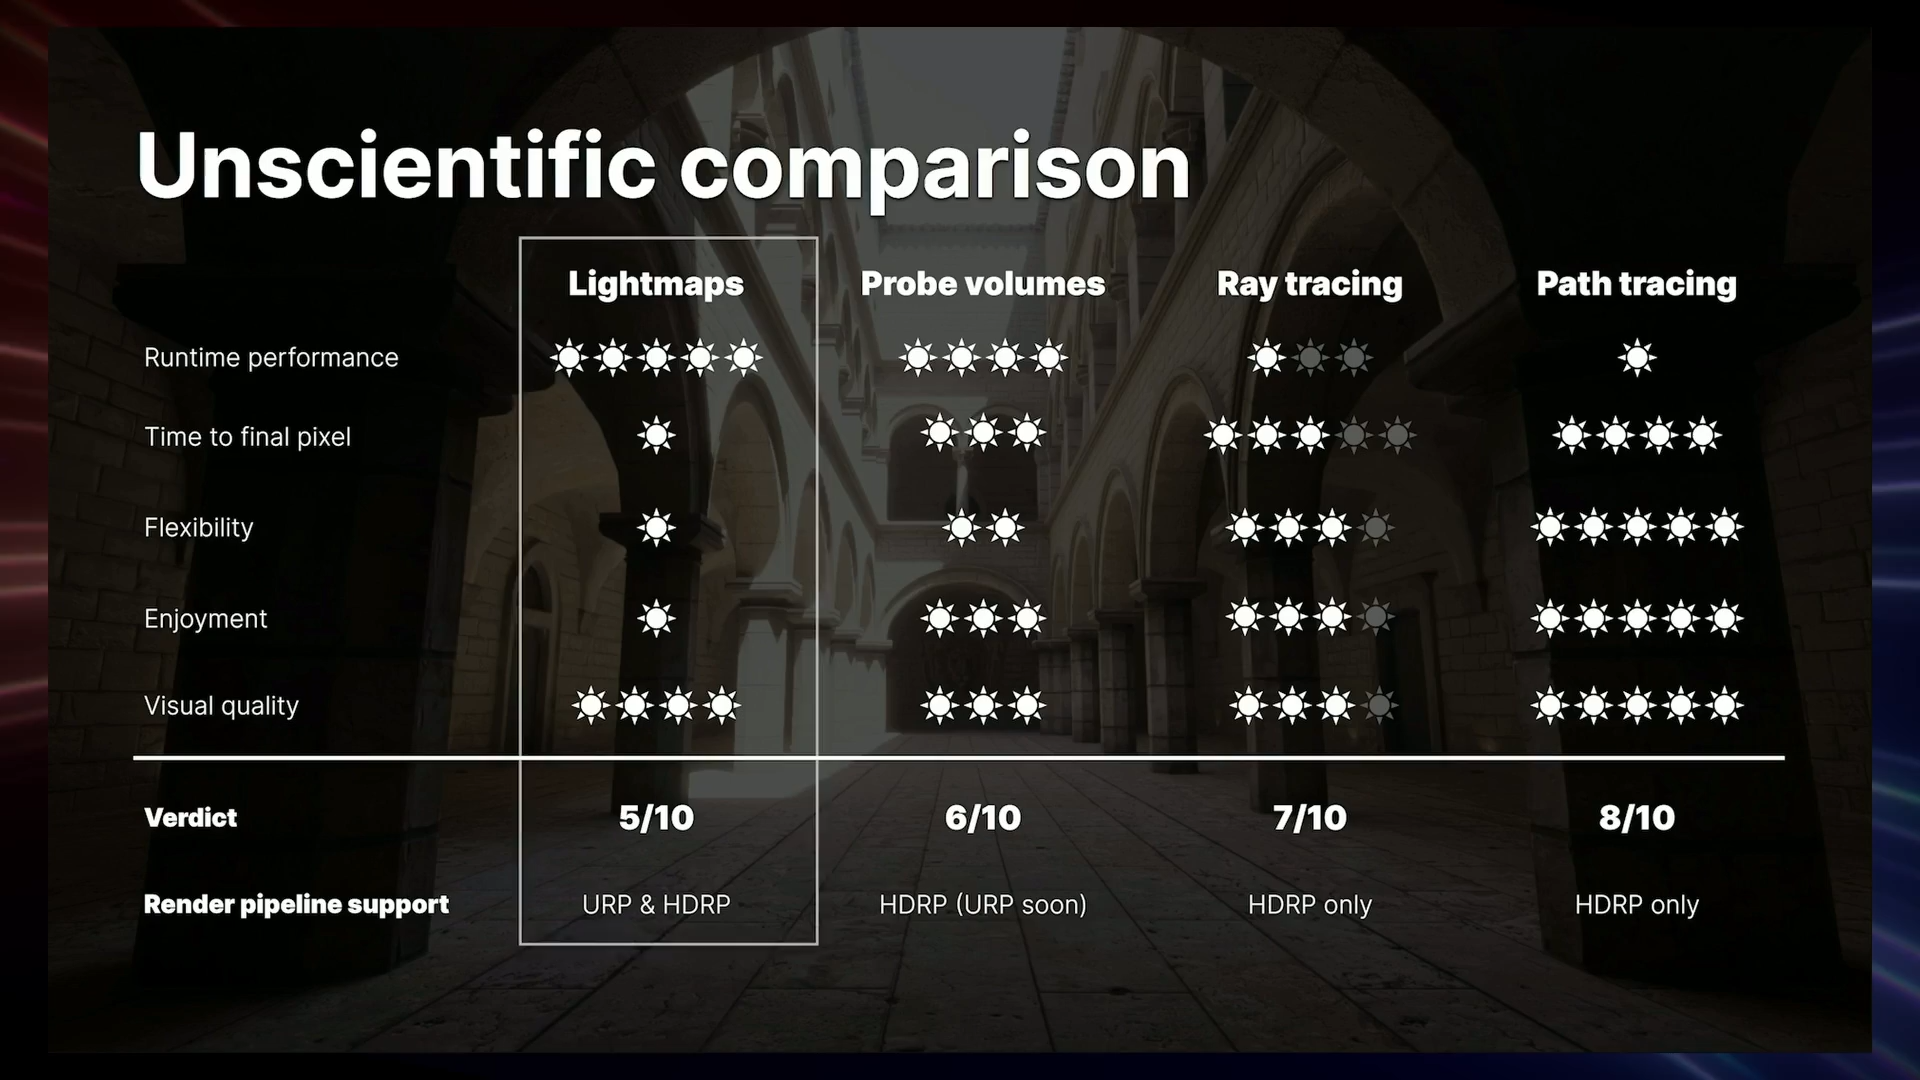 Unscientific comparison
Lightmaps Probe volumes Ray tracing Path tracing
Runtime performance
Time to final pixel
Flexibility
Enjoyment
Visual quality
Verdict 5/10 6/10 7/10 8/10
Render pipeline support URP & HDRP HDRP (URP soon) HDRP only HDRP only